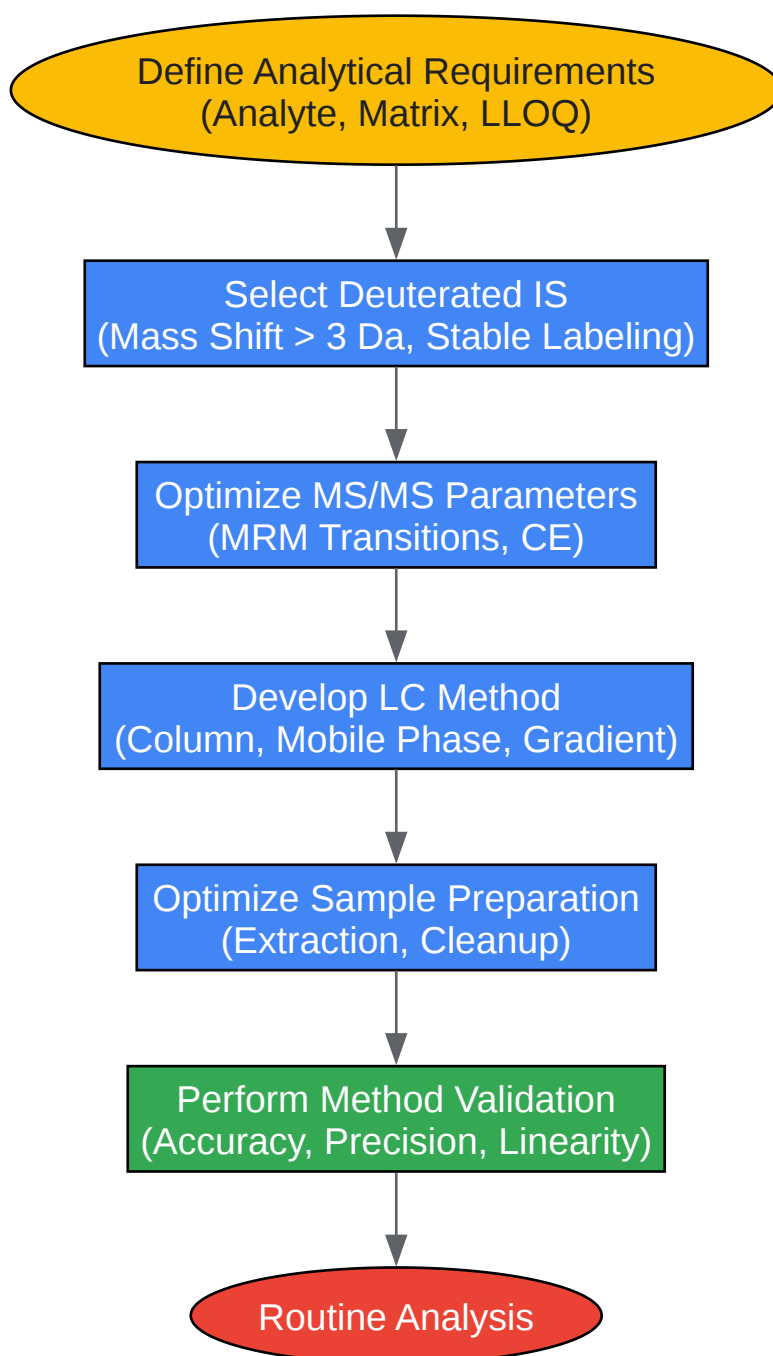 Define Analytical Requirements
(Analyte, Matrix, LLOQ)
Select Deuterated IS
(Mass Shift > 3 Da, Stable Labeling)
Optimize MS/MS Parameters
(MRM Transitions, CE)
Develop LC Method
(Column, Mobile Phase, Gradient)
Optimize Sample Preparation
(Extraction, Cleanup)
Perform Method Validation
(Accuracy, Precision, Linearity)
Routine Analysis